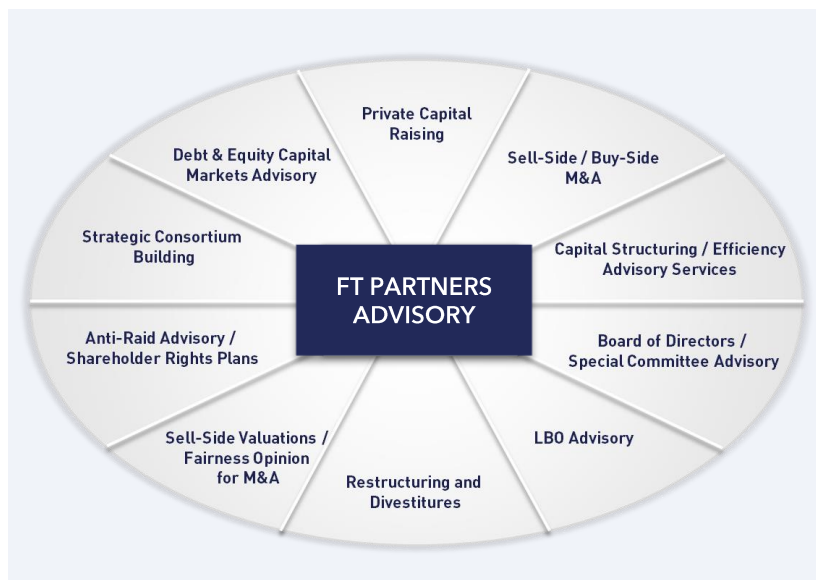 Private Capital
Raising
Debt & Equity Capital
Markets Advisory
Sell-Side / Buy-Side
M&A
Strategic Consortium
Building
Capital Structuring / Efficiency
Advisory Services
FT PARTNERS
ADVISORY
Anti-Raid Advisory /
Shareholder Rights Plans
Board of Directors /
Special Committee Advisory
Sell-Side Valuations /
Fairness Opinion
for M&A
LBO Advisory
Restructuring and
Divestitures